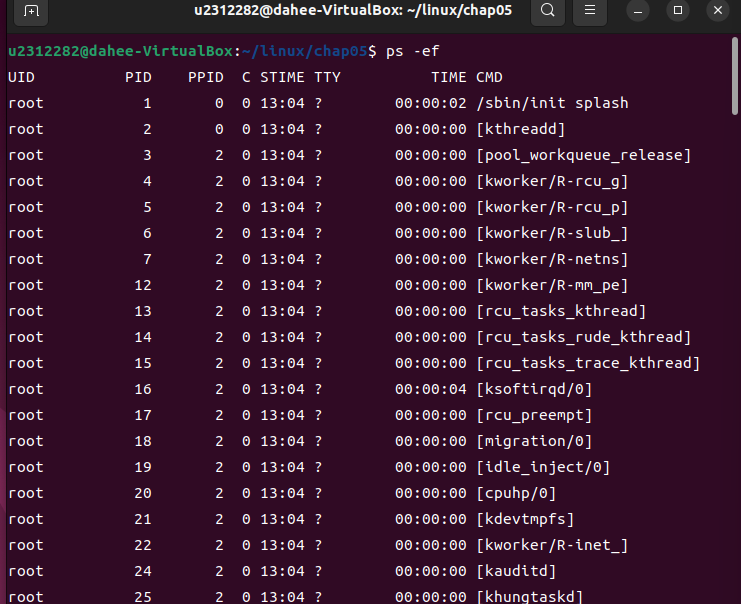 u2312282@dahee-VirtualBox: ~/linux/chap05
u2312282@dahee-VirtualBox:~/linux/chap05$ ps -ef
UID PID PPID C STIME TTY TIME CMD
root 1 0 0 13:04 ? 00:00:02 /sbin/init splash
root 2 0 0 13:04 ? 00:00:00 [kthreadd]
root 3 2 0 13:04 ? 00:00:00 [pool_workqueue_release]
root 4 2 0 13:04 ? 00:00:00 [kworker/R-rcu_g]
root 5 2 0 13:04 ? 00:00:00 [kworker/R-rcu_p]
root 6 2 0 13:04 ? 00:00:00 [kworker/R-slub_]
root 7 2 0 13:04 ? 00:00:00 [kworker/R-netns]
root 12 2 0 13:04 ? 00:00:00 [kworker/R-mm_pe]
root 13 2 0 13:04 ? 00:00:00 [rcu_tasks_kthread]
root 14 2 0 13:04 ? 00:00:00 [rcu_tasks_rude_kthread]
root 15 2 0 13:04 ? 00:00:00 [rcu_tasks_trace_kthread]
root 16 2 0 13:04 ? 00:00:04 [ksoftirqd/0]
root 17 2 0 13:04 ? 00:00:00 [rcu_preempt]
root 18 2 0 13:04 ? 00:00:00 [migration/0]
root 19 2 0 13:04 ? 00:00:00 [idle_inject/0]
root 20 2 0 13:04 ? 00:00:00 [cpuhp/0]
root 21 2 0 13:04 ? 00:00:00 [kdevtmpfs]
root 22 2 0 13:04 ? 00:00:00 [kworker/R-inet_]
root 24 2 0 13:04 ? 00:00:00 [kauditd]
root 25 2 0 13:04 ? 00:00:00 [khungtaskd]